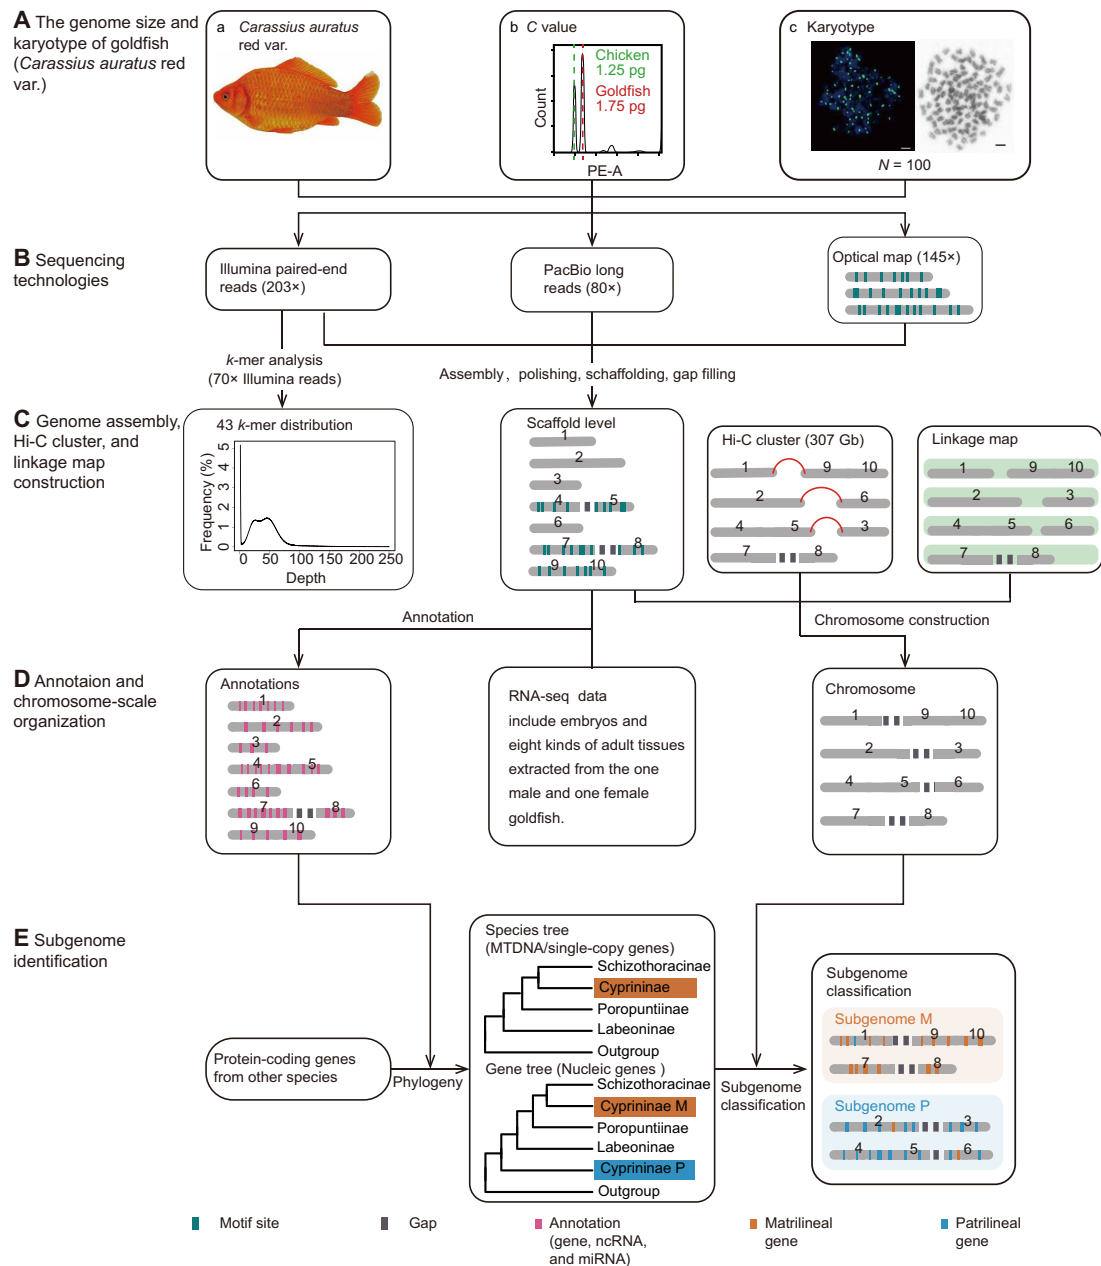 A The genome size and
karyotype of goldfish
(Carassius auratus red
var.)
a Carassius auratus
red var.
b C value
Chicken
1.25 pg
Goldfish
1.75 pg
Count
PE-A
c Karyotype
N = 100
B Sequencing
technologies
Illumina paired-end
reads (203×)
PacBio long
reads (80×)
Optical map (145×)
k-mer analysis
(70× Illumina reads)
Assembly, polishing, schaffolding, gap filling
C Genome assembly,
Hi-C cluster, and
linkage map
construction
43 k-mer distribution
Frequency (%)
0 1 2 3 4 5
0 50 100 150 200 250
Depth
Scaffold level
1
2
3
4 5
6
7 8
9 10
Hi-C cluster (307 Gb)
1 9 10
2 6
4 5 3
7 8
Linkage map
1 9 10
2 3
4 5 6
7 8
Annotation
Chromosome construction
D Annotaion and
chromosome-scale
organization
Annotations
1
2
3
4 5
6
7 8
9 10
RNA-seq data
include embryos and
eight kinds of adult tissues
extracted from the one
male and one female
goldfish.
Chromosome
1 9 10
2 3
4 5 6
7 8
E Subgenome
identification
Protein-coding genes
from other species
Phylogeny
Species tree
(MTDNA/single-copy genes)
Schizothoracinae
Cyprininae
Poropuntiinae
Labeoninae
Outgroup
Gene tree (Nucleic genes )
Schizothoracinae
Cyprininae M
Poropuntiinae
Labeoninae
Cyprininae P
Outgroup
Subgenome
classification
Subgenome
classification
Subgenome M
1 9 10
7 8
Subgenome P
2 3
4 5 6
Motif site
Gap
Annotation
(gene, ncRNA,
and miRNA)
Matrilineal
gene
Patrilineal
gene